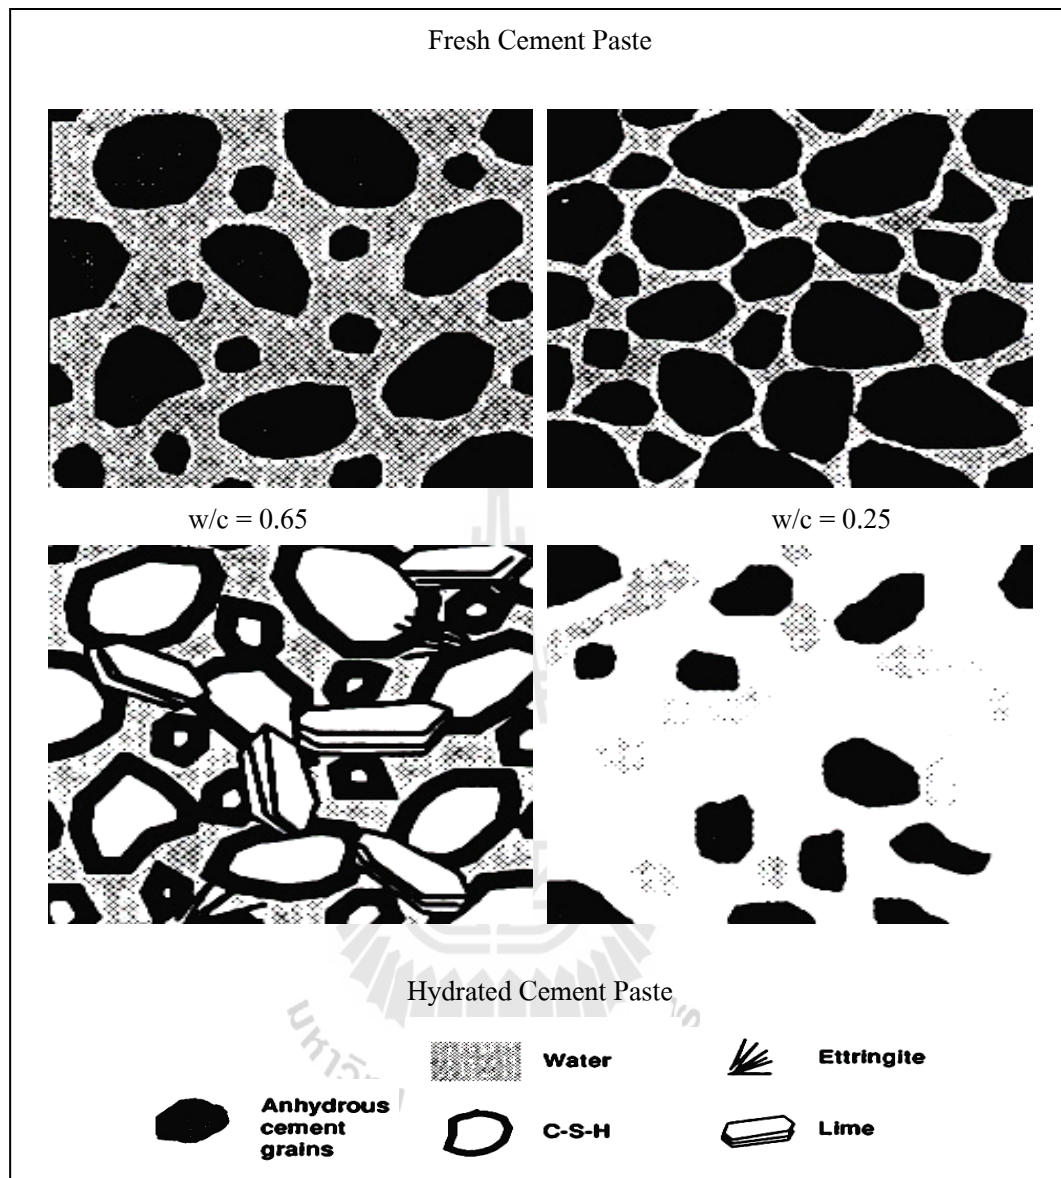 Fresh Cement Paste
w/c = 0.65
w/c = 0.25
Hydrated Cement Paste
Water
Ettringite
Anhydrous
cement
grains
C-S-H
Lime